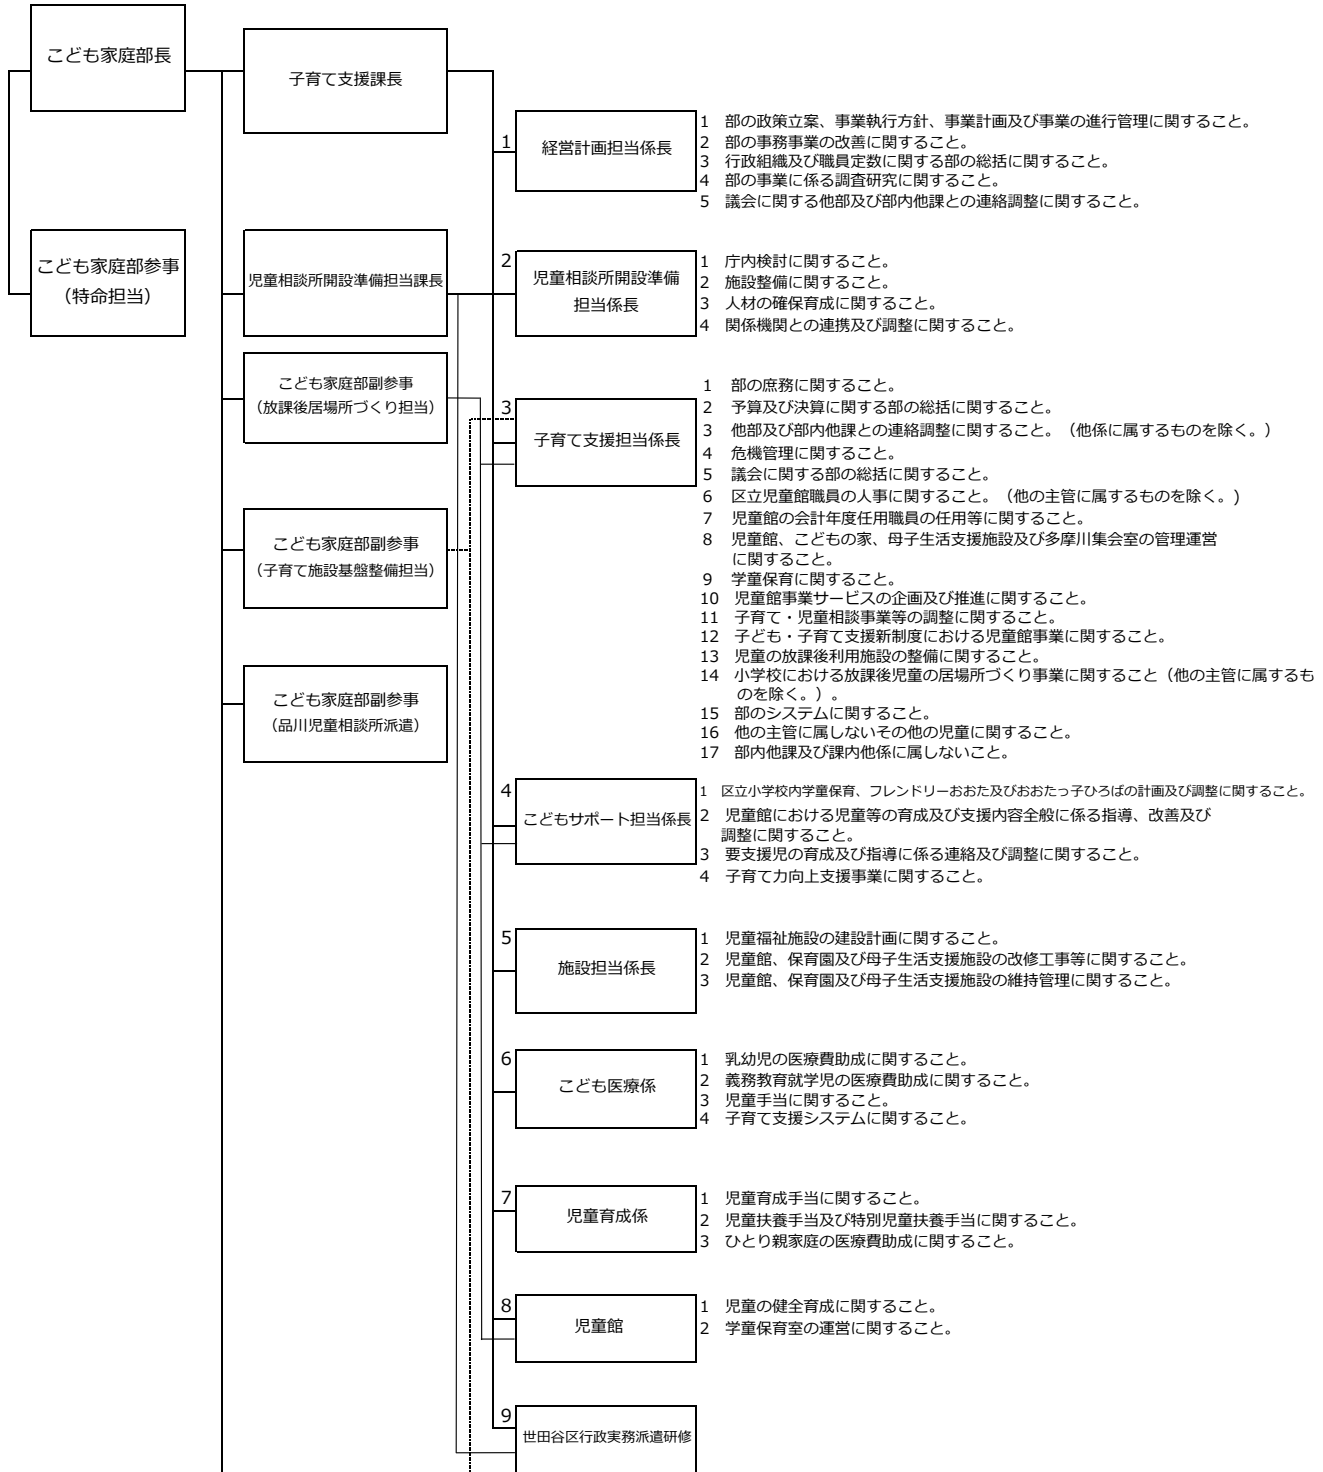 こども家庭部長
子育て支援課長
1
経営計画担当係長
1 部の政策立案、事業執行方針、事業計画及び事業の進行管理に関すること。
2 部の事務事業の改善に関すること。
3 行政組織及び職員定数に関する部の総括に関すること。
4 部の事業に係る調査研究に関すること。
5 議会に関する他部及び部内他課との連絡調整に関すること。
こども家庭部参事
（特命担当）
児童相談所開設準備担当課長
2
児童相談所開設準備
担当係長
1 庁内検討に関すること。
2 施設整備に関すること。
3 人材の確保育成に関すること。
4 関係機関との連携及び調整に関すること。
こども家庭部副参事
（放課後居場所づくり担当）
3
子育て支援担当係長
1 部の庶務に関すること。
2 予算及び決算に関する部の総括に関すること。
3 他部及び部内他課との連絡調整に関すること。（他係に属するものを除く。）
4 危機管理に関すること。
5 議会に関する部の総括に関すること。
6 区立児童館職員の人事に関すること。（他の主管に属するものを除く。)
7 児童館の会計年度任用職員の任用等に関すること。
8 児童館、こどもの家、母子生活支援施設及び多摩川集会室の管理運営
に関すること。
9 学童保育に関すること。
10 児童館事業サービスの企画及び推進に関すること。
11 子育て・児童相談事業等の調整に関すること。
12 子ども・子育て支援新制度における児童館事業に関すること。
13 児童の放課後利用施設の整備に関すること。
14 小学校における放課後児童の居場所づくり事業に関すること（他の主管に属するも
のを除く。）。
15 部のシステムに関すること。
16 他の主管に属しないその他の児童に関すること。
17 部内他課及び課内他係に属しないこと。
こども家庭部副参事
（子育て施設基盤整備担当）
こども家庭部副参事
（品川児童相談所派遣）
4
こどもサポート担当係長
1 区立小学校内学童保育、フレンドリーおおた及びおおたっ子ひろばの計画及び調整に関すること。
2 児童館における児童等の育成及び支援内容全般に係る指導、改善及び
調整に関すること。
3 要支援児の育成及び指導に係る連絡及び調整に関すること。
4 子育て力向上支援事業に関すること。
5
施設担当係長
1 児童福祉施設の建設計画に関すること。
2 児童館、保育園及び母子生活支援施設の改修工事等に関すること。
3 児童館、保育園及び母子生活支援施設の維持管理に関すること。
6
こども医療係
1 乳幼児の医療費助成に関すること。
2 義務教育就学児の医療費助成に関すること。
3 児童手当に関すること。
4 子育て支援システムに関すること。
7
児童育成係
1 児童育成手当に関すること。
2 児童扶養手当及び特別児童扶養手当に関すること。
3 ひとり親家庭の医療費助成に関すること。
8
児童館
1 児童の健全育成に関すること。
2 学童保育室の運営に関すること。
9
世田谷区行政実務派遣研修